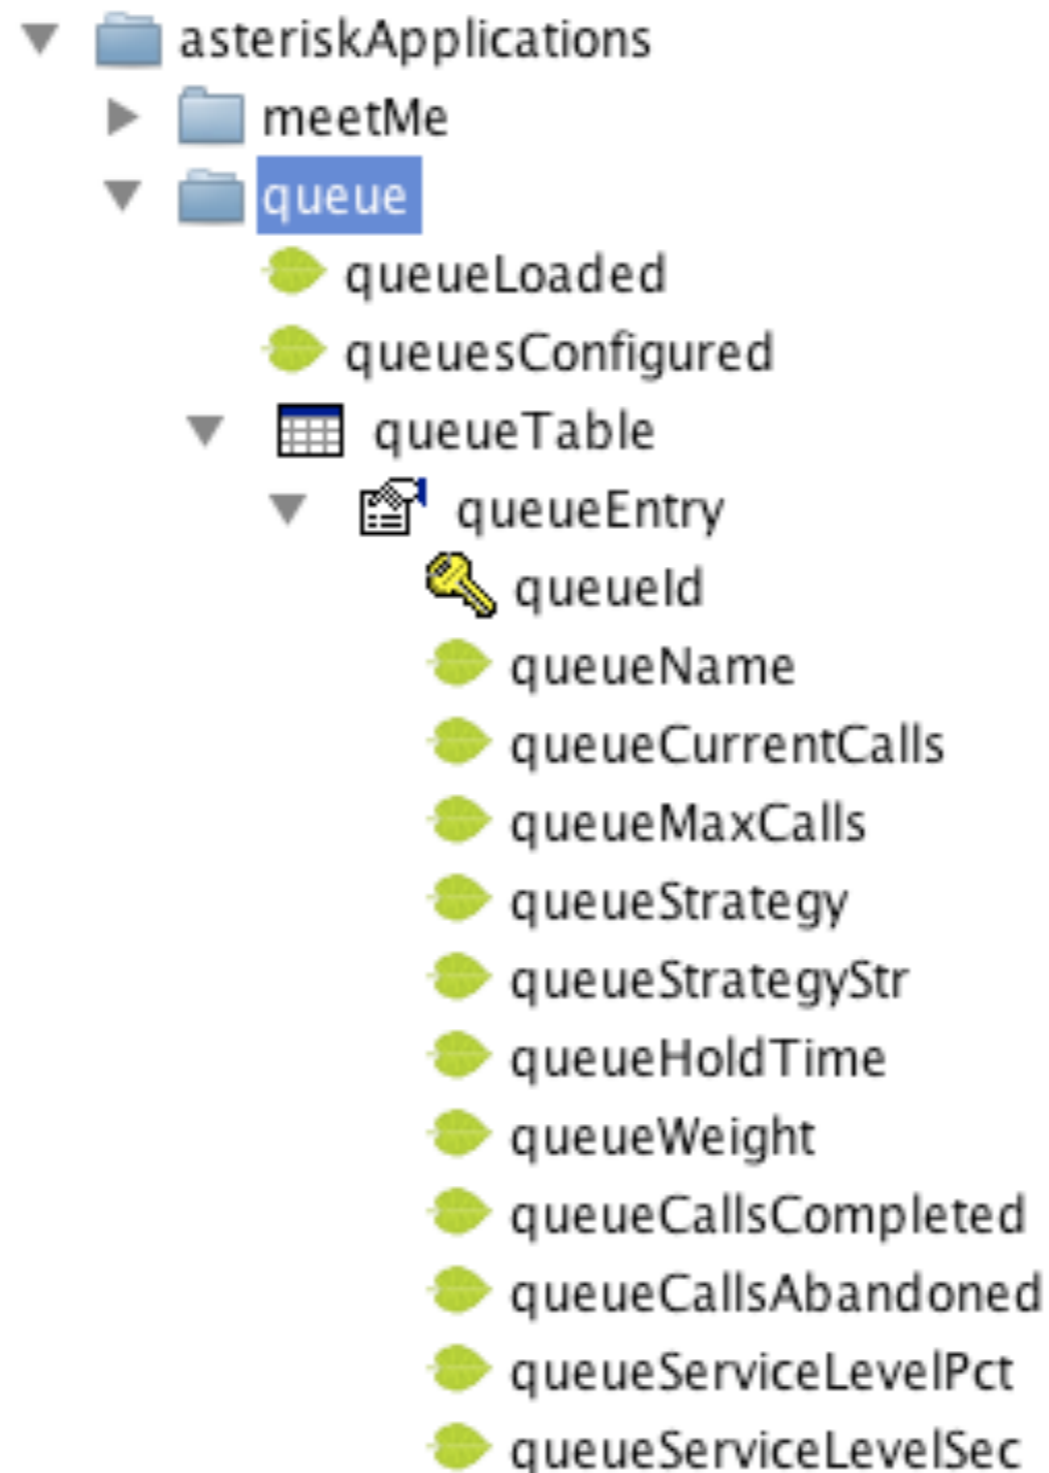 asteriskApplications
meetMe
queue
queueLoaded
queuesConfigured
queueTable
queueEntry
queueId
queueName
queueCurrentCalls
queueMaxCalls
queueStrategy
queueStrategyStr
queueHoldTime
queueWeight
queueCallsCompleted
queueCallsAbandoned
queueServiceLevelPct
queueServiceLevelSec